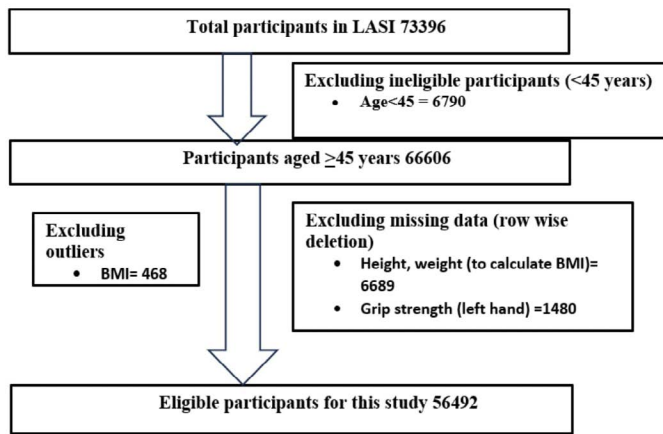 Total participants in LASI 73396
Excluding ineligible participants (<45 years)
• Age<45 = 6790
Participants aged ≥45 years 66606
Excluding
outliers
• BMI= 468
Excluding missing data (row wise
deletion)
• Height, weight (to calculate BMI)=
6689
• Grip strength (left hand) =1480
Eligible participants for this study 56492